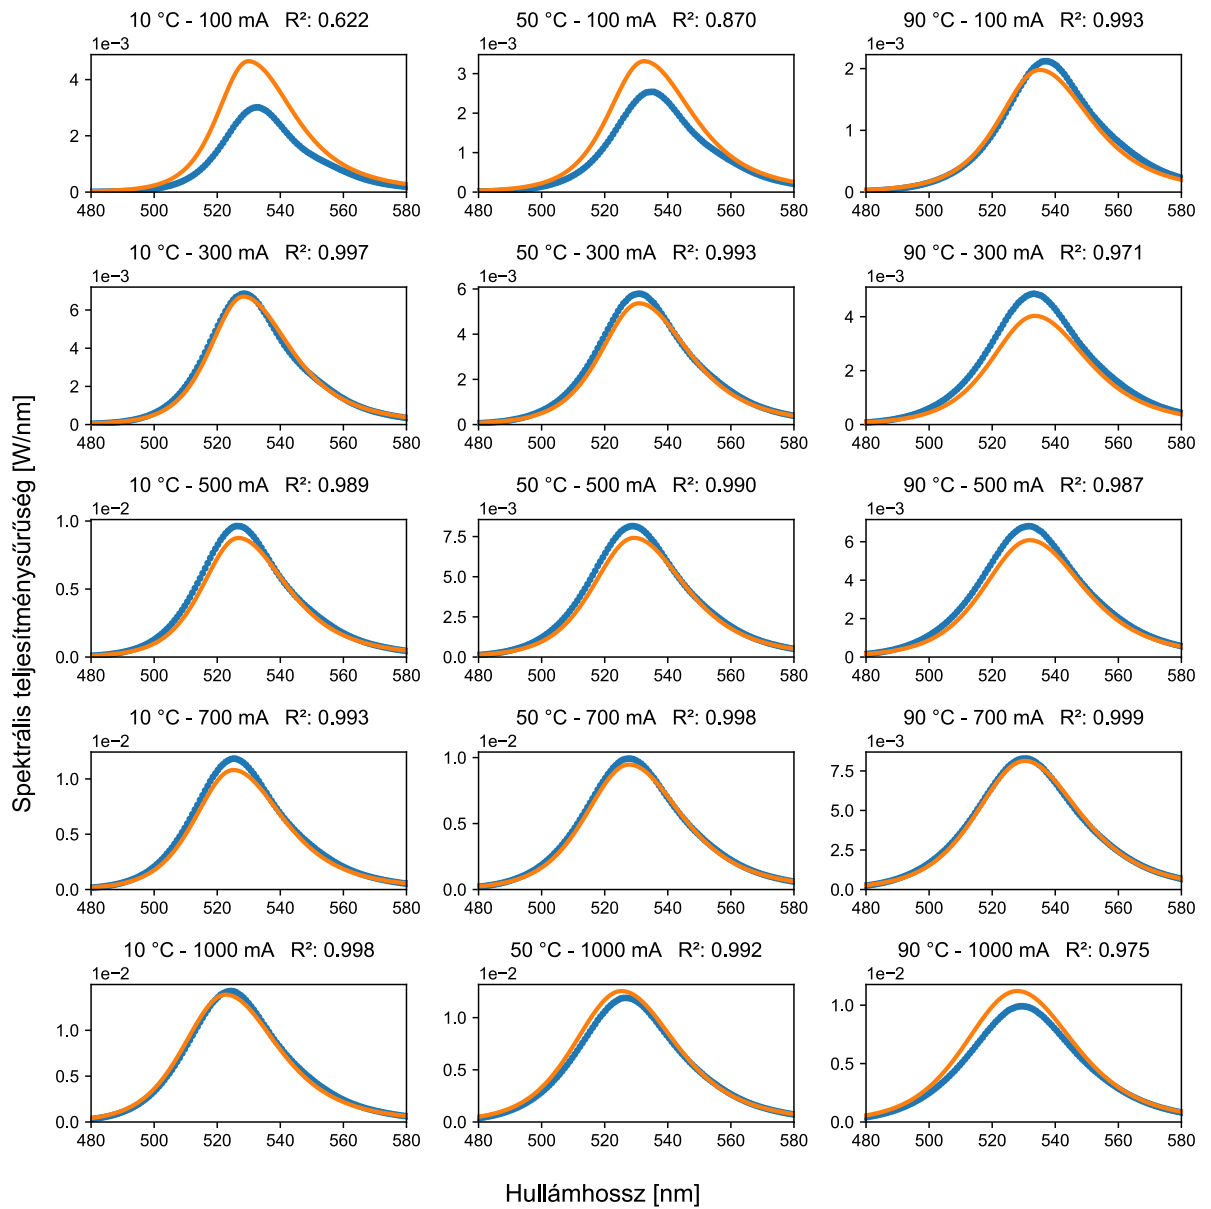 10 °C - 100 mA   R²: 0.622
50 °C - 100 mA   R²: 0.870
90 °C - 100 mA   R²: 0.993
1e−3
1e−3
1e−3
4
2
0
480 500 520 540 560 580
3
2
1
0
480 500 520 540 560 580
2
1
0
480 500 520 540 560 580
10 °C - 300 mA   R²: 0.997
50 °C - 300 mA   R²: 0.993
90 °C - 300 mA   R²: 0.971
1e−3
1e−3
1e−3
6
4
2
0
480 500 520 540 560 580
6
4
2
0
480 500 520 540 560 580
4
2
0
480 500 520 540 560 580
10 °C - 500 mA   R²: 0.989
50 °C - 500 mA   R²: 0.990
90 °C - 500 mA   R²: 0.987
1e−2
1e−3
1e−3
1.0
0.5
0.0
480 500 520 540 560 580
7.5
5.0
2.5
0.0
480 500 520 540 560 580
6
4
2
0
480 500 520 540 560 580
10 °C - 700 mA   R²: 0.993
50 °C - 700 mA   R²: 0.998
90 °C - 700 mA   R²: 0.999
1e−2
1e−2
1e−3
1.0
0.5
0.0
480 500 520 540 560 580
1.0
0.5
0.0
480 500 520 540 560 580
7.5
5.0
2.5
0.0
480 500 520 540 560 580
10 °C - 1000 mA   R²: 0.998
50 °C - 1000 mA   R²: 0.992
90 °C - 1000 mA   R²: 0.975
1e−2
1e−2
1e−2
1.0
0.5
0.0
480 500 520 540 560 580
1.0
0.5
0.0
480 500 520 540 560 580
1.0
0.5
0.0
480 500 520 540 560 580
Spektrális teljesítménysűrűség [W/nm]
Hullámhossz [nm]